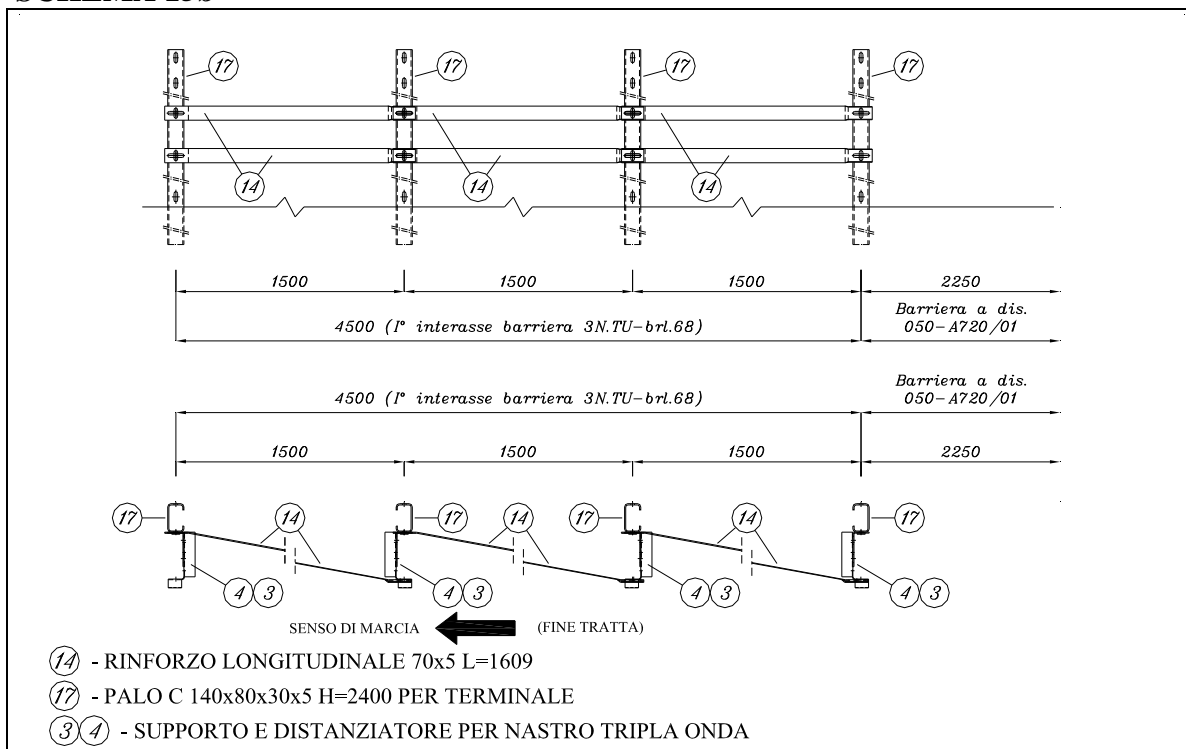 17 17 17 17
14 14 14
1500 1500 1500 2250
4500 (I° interasse barriera 3N.TU-brl.68)
Barriera a dis.
050-A720/01
4500 (I° interasse barriera 3N.TU-brl.68)
Barriera a dis.
050-A720/01
1500 1500 1500 2250
17 14 17 14 17 14 17
4 3 4 3 4 3 4 3
SENSO DI MARCIA (FINE TRATTA)
14 - RINFORZO LONGITUDINALE 70x5 L=1609
17 - PALO C 140x80x30x5 H=2400 PER TERMINALE
3 4 - SUPPORTO E DISTANZIATORE PER NASTRO TRIPLA ONDA